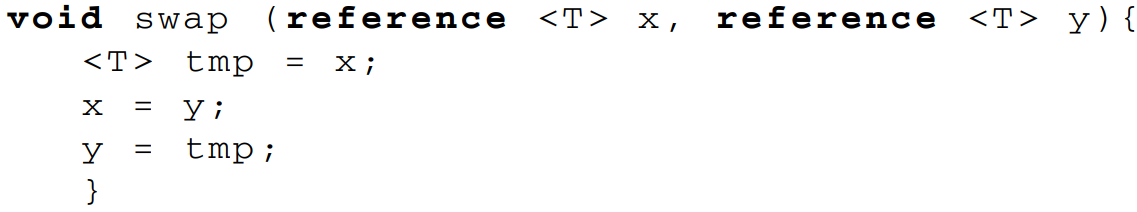 void swap (reference <T> x, reference <T> y){
<T> tmp = x;
x = y;
y = tmp;
}